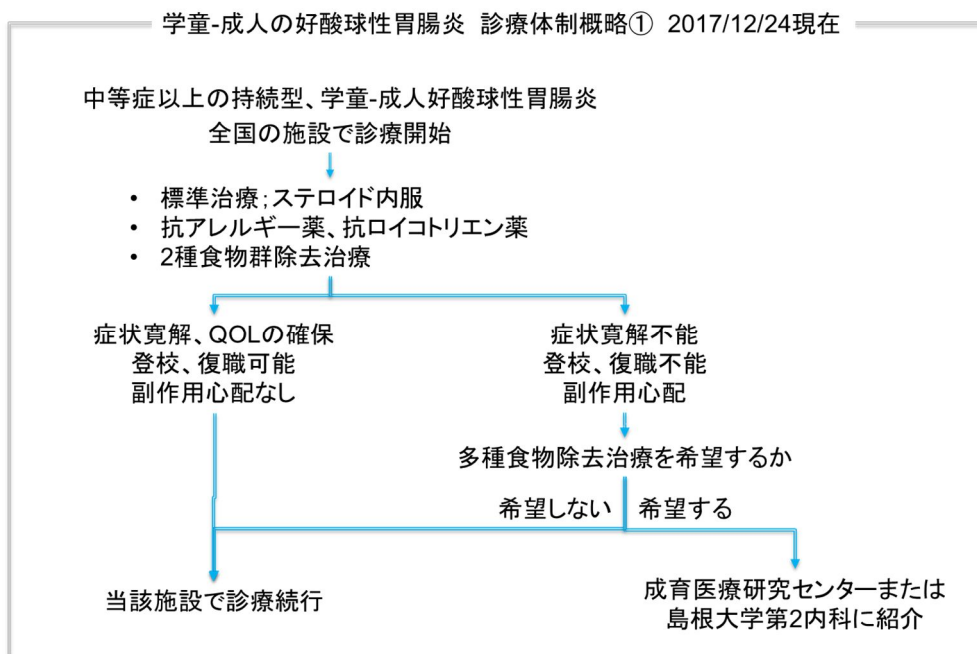 学童-成人の好酸球性胃腸炎 診療体制概略① 2017/12/24現在
中等症以上の持続型、学童-成人好酸球性胃腸炎
全国の施設で診療開始
• 標準治療;ステロイド内服
• 抗アレルギー薬、抗ロイコトリエン薬
• 2種食物群除去治療
症状寛解、QOLの確保
登校、復職可能
副作用心配なし
症状寛解不能
登校、復職不能
副作用心配
多種食物除去治療を希望するか
希望しない
希望する
当該施設で診療続行
成育医療研究センターまたは
島根大学第2内科に紹介